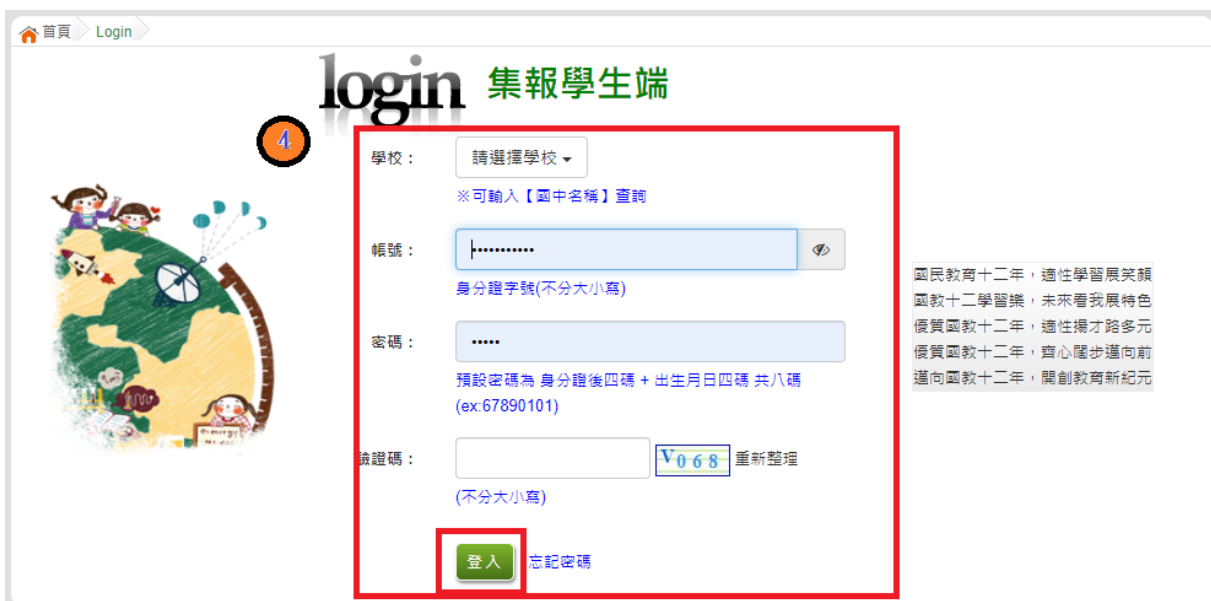 首頁 Login
login 集報學生端
4
學校： 請選擇學校
※可輸入【國中名稱】查詢
帳號： •••••••••••
身分證字號(不分大小寫)
密碼： •••••
預設密碼為 身分證後四碼 + 出生月日四碼 共八碼
(ex:67890101)
驗證碼： V068 重新整理
(不分大小寫)
登入 忘記密碼
國民教育十二年，適性學習展笑顏
國教十二學習樂，未來看我展特色
優質國教十二年，適性揚才路多元
優質國教十二年，齊心闊步邁向前
邁向國教十二年，開創教育新紀元